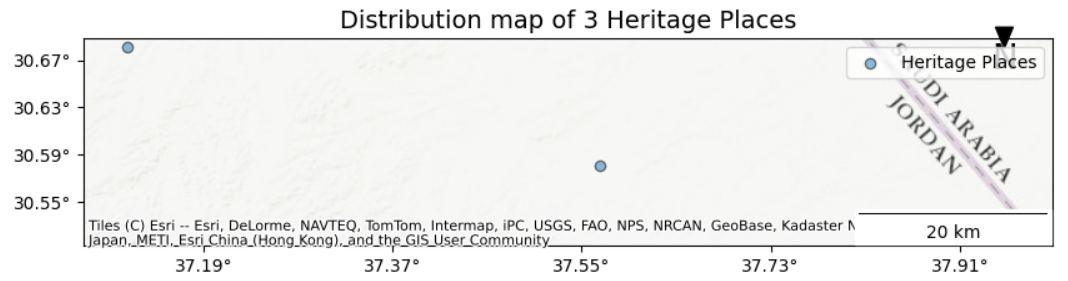 Distribution map of 3 Heritage Places
30.67°
30.63°
30.59°
30.55°
Heritage Places
N
SAUDI ARABIA
JORDAN
Tiles (C) Esri -- Esri, DeLorme, NAVTEQ, TomTom, Intermap, iPC, USGS, FAO, NPS, NRCAN, GeoBase, Kadaster N
Japan, METI, Esri China (Hong Kong), and the GIS User Community
20 km
37.19°
37.37°
37.55°
37.73°
37.91°